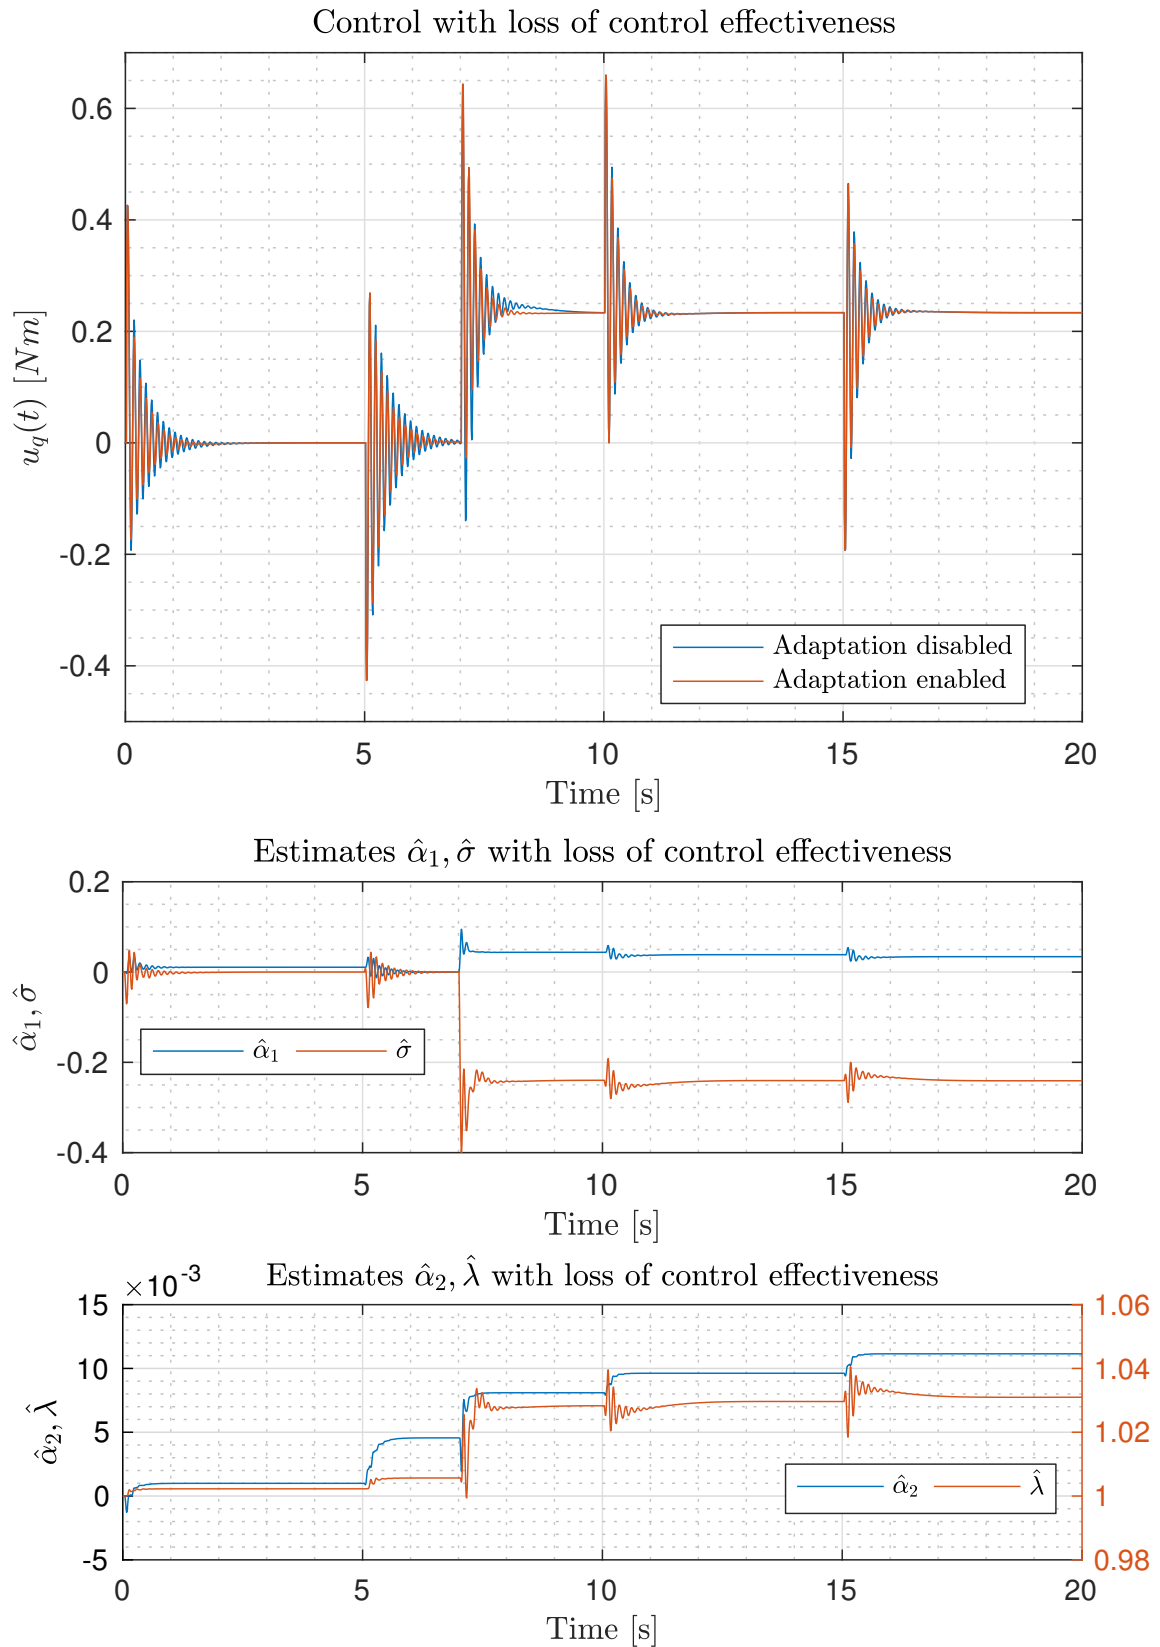 Control with loss of control effectiveness
0.6
0.4
0.2
0
-0.2
-0.4
u_q(t) [Nm]
Adaptation disabled
Adaptation enabled
0 5 10 15 20
Time [s]
Estimates α̂₁, σ̂ with loss of control effectiveness
0.2
0
-0.2
-0.4
α̂₁, σ̂
α̂₁ σ̂
0 5 10 15 20
Time [s]
×10⁻³
Estimates α̂₂, λ̂ with loss of control effectiveness
15 1.06
10 1.04
5 1.02
0 1
-5 0.98
α̂₂, λ̂
α̂₂ λ̂
0 5 10 15 20
Time [s]